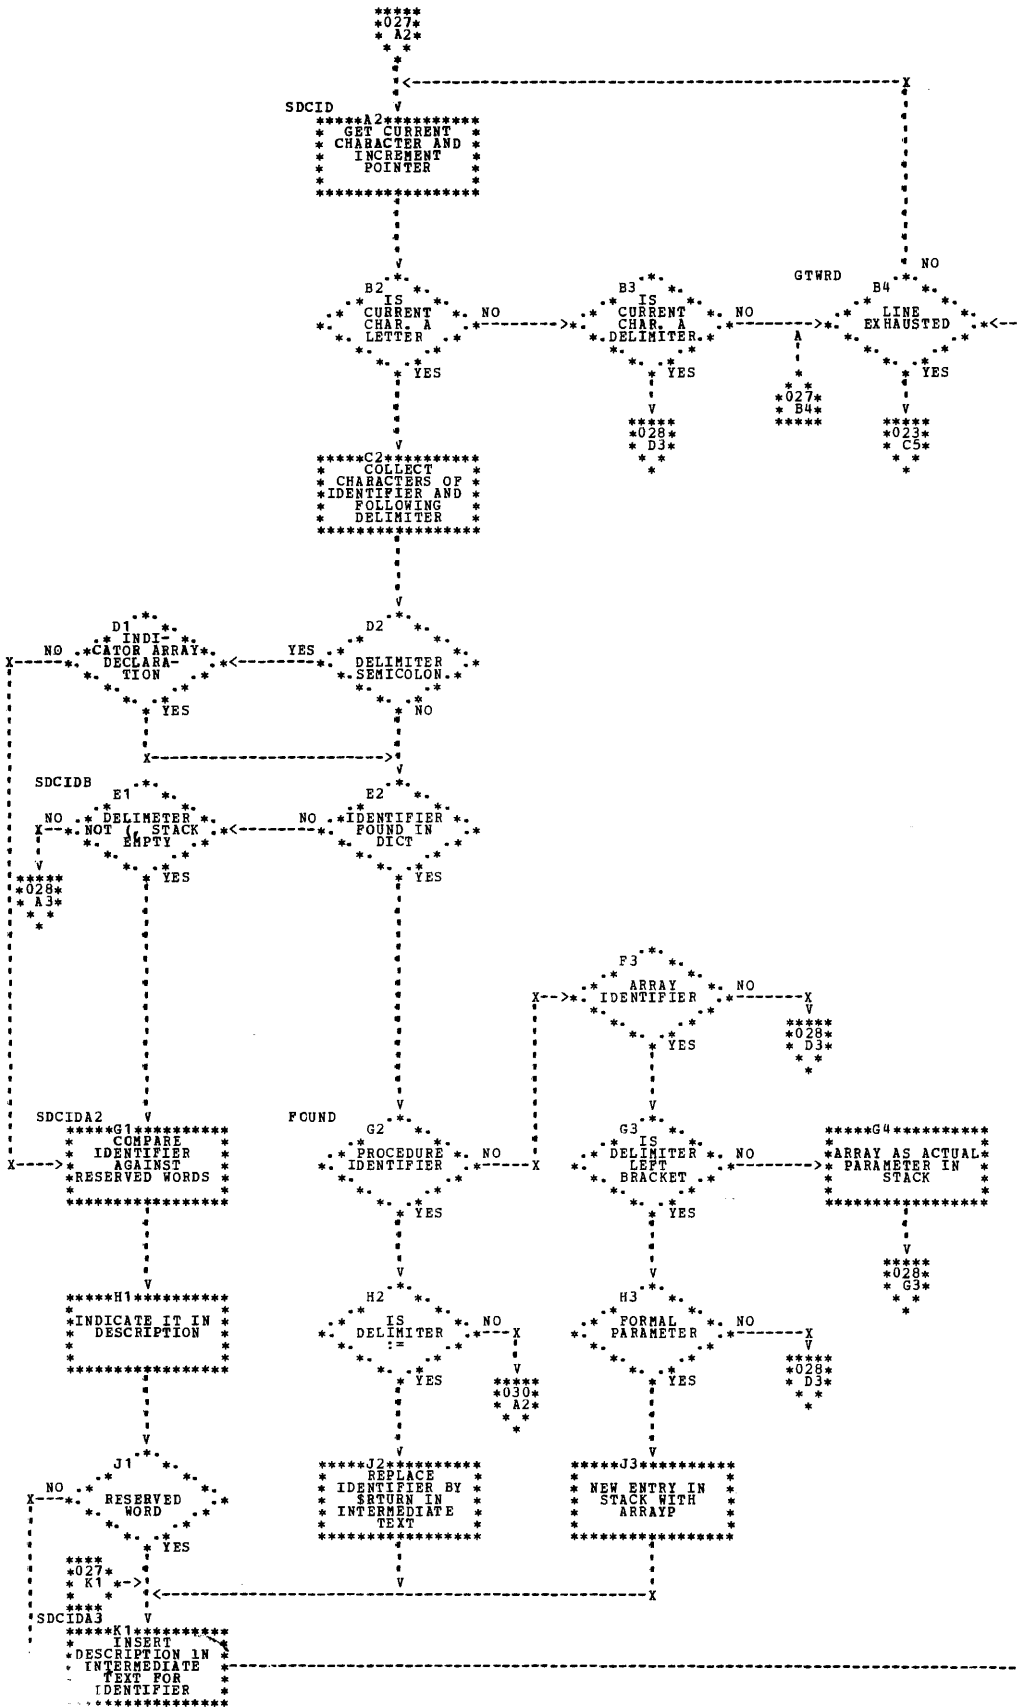 027
A2
SDCID
A2
GET CURRENT
CHARACTER AND
INCREMENT
POINTER
NO
GTWRD
B2
IS
CURRENT
CHAR. A
LETTER
NO
B3
IS
CURRENT
CHAR. A
DELIMITER
NO
B4
LINE
EXHAUSTED
YES
YES
YES
027
B4
028
D3
023
C5
C2
COLLECT
CHARACTERS OF
IDENTIFIER AND
FOLLOWING
DELIMITER
D1
INDI-
CATOR ARRAY
DECLARA-
TION
NO
YES
D2
DELIMITER
SEMICOLON
YES
NO
SDCIDB
E1
DELIMETER
NOT (, STACK
EMPTY
NO
YES
E2
IDENTIFIER
FOUND IN
DICT
NO
YES
028
A3
F3
ARRAY
IDENTIFIER
NO
YES
028
D3
SDCIDA2
G1
COMPARE
IDENTIFIER
AGAINST
RESERVED WORDS
FOUND
G2
PROCEDURE
IDENTIFIER
NO
YES
G3
IS
DELIMITER
LEFT
BRACKET
NO
YES
G4
ARRAY AS ACTUAL
PARAMETER IN
STACK
028
G3
H1
INDICATE IT IN
DESCRIPTION
H2
IS
DELIMITER
:=
NO
YES
030
A2
H3
FORMAL
PARAMETER
NO
YES
028
D3
J1
RESERVED
WORD
NO
YES
J2
REPLACE
IDENTIFIER BY
$RTURN IN
INTERMEDIATE
TEXT
J3
NEW ENTRY IN
STACK WITH
ARRAYP
027
K1
SDCIDA3
K1
INSERT
DESCRIPTION IN
INTERMEDIATE
TEXT FOR
IDENTIFIER